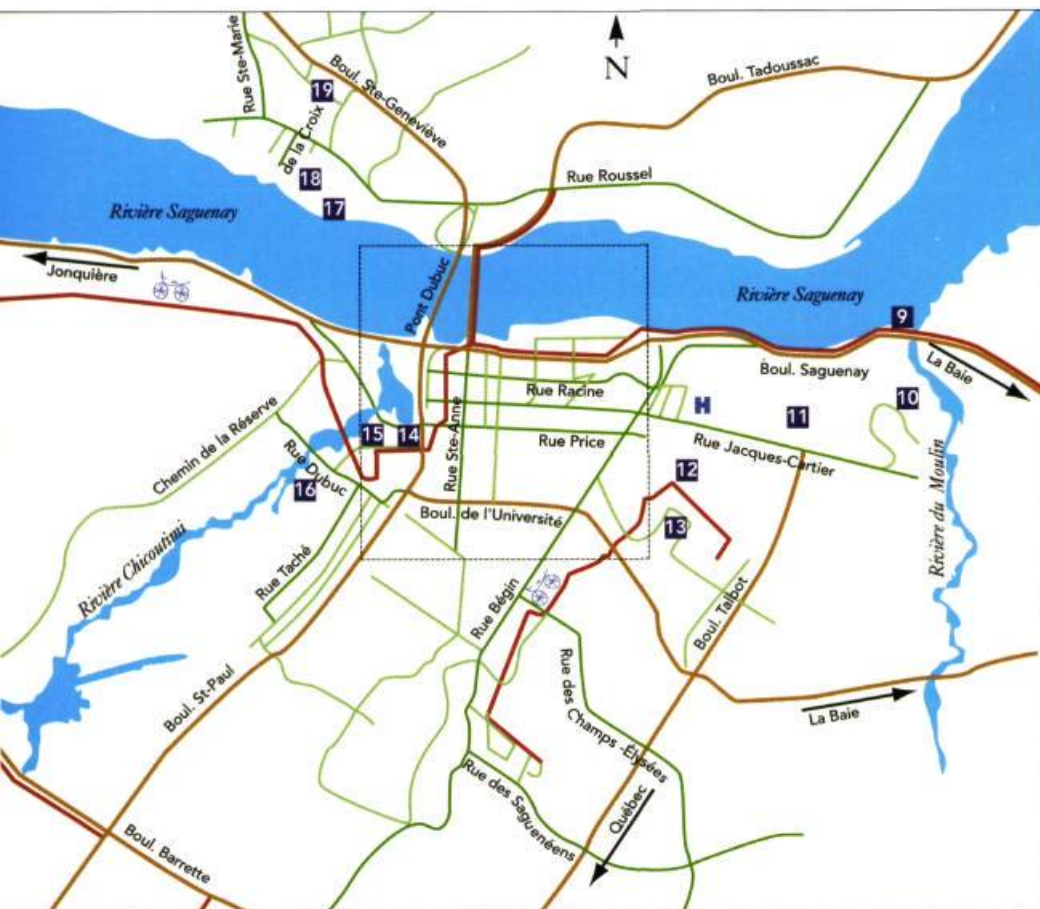 Rue Ste-Marie
19
Boul. Ste-Geneviève
N
Boul. Tadoussac
de la Croix
18
17
Rue Roussel
Rivière Saguenay
Jonquière
Pont Dubuc
Rivière Saguenay
9
La Baie
Boul. Saguenay
Rue Racine
H
10
11
Chemin de la Réserve
15
14
Rue Ste-Anne
Rue Price
Rue Jacques-Cartier
Rue Dubuc
16
12
Boul. de l'Université
13
Rivière du Moulin
Rivière Chicoutimi
Rue Taché
Rue Bégin
Boul. Talbot
Boul. St-Paul
Rue des Champs-Élysées
La Baie
Rue des Saguenéens
Québec
Boul. Barrette